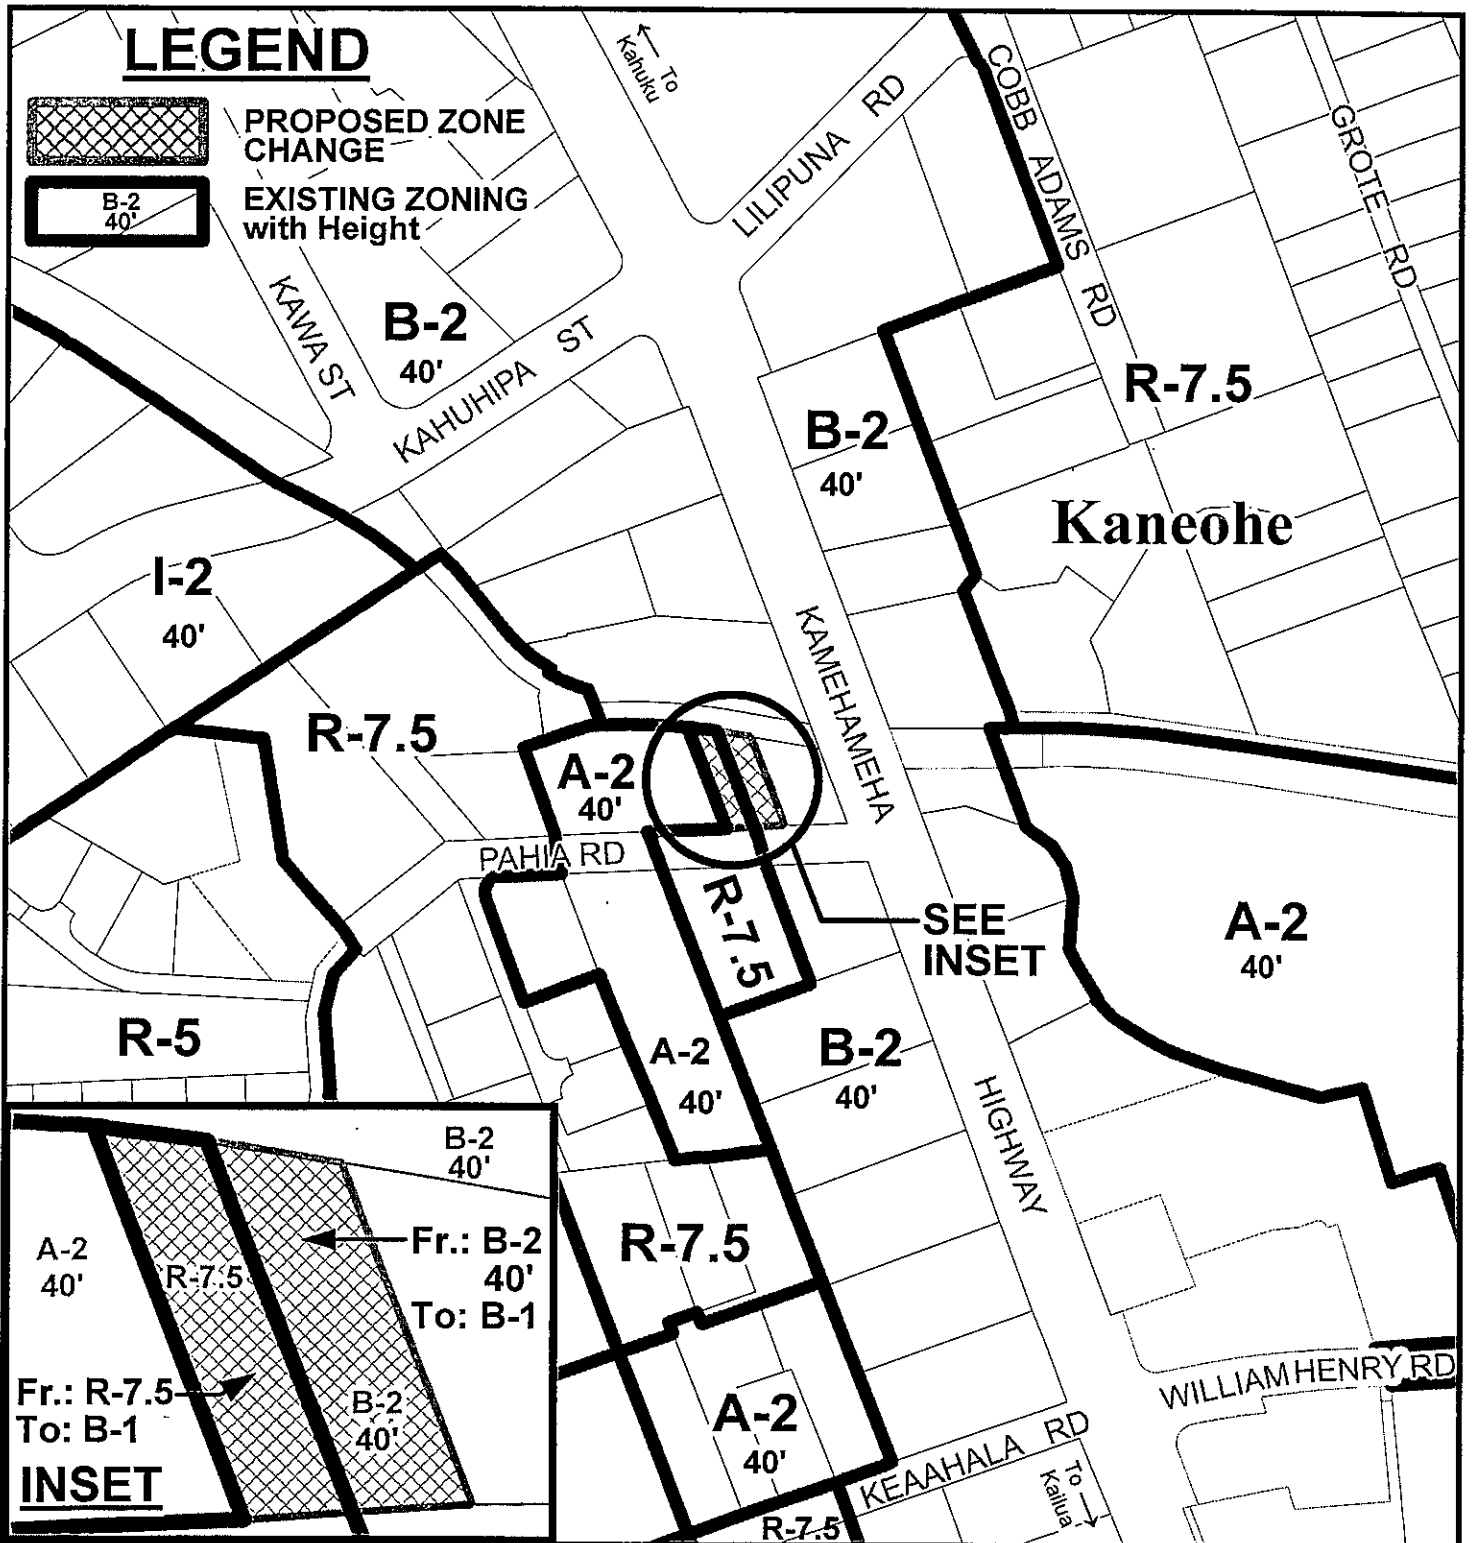 LEGEND
PROPOSED ZONE
CHANGE
B-2
40'
EXISTING ZONING
with Height
To
Kahuku
LILIPUNA RD
COBB ADAMS RD
GROTE RD
KAWA ST
B-2
40'
KAHUHIPA ST
R-7.5
B-2
40'
Kaneohe
I-2
40'
KAMEHAMEHA
R-7.5
A-2
40'
PAHIA RD
R-7.5
SEE
INSET
A-2
40'
R-5
A-2
40'
B-2
40'
HIGHWAY
R-7.5
WILLIAM HENRY RD
A-2
40'
KEAAHALA RD
To
Kailua
R-7.5
B-2
40'
A-2
40'
R-7.5
Fr.: B-2
40'
To: B-1
Fr.: R-7.5
To: B-1
B-2
40'
INSET